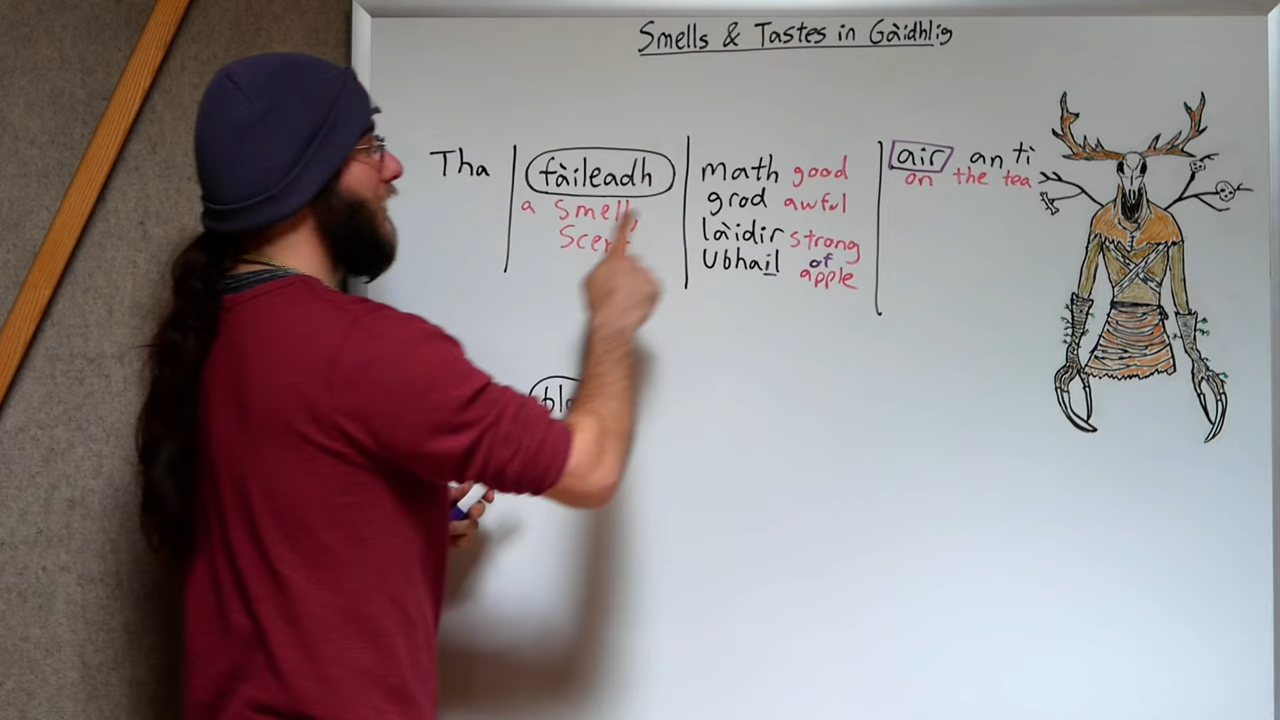 Smells & Tastes in Gàidhlig
Tha
fàileadh
a smell,
math good
grod awful
làidir strong
ubhail of apple
air an tì
on the tea